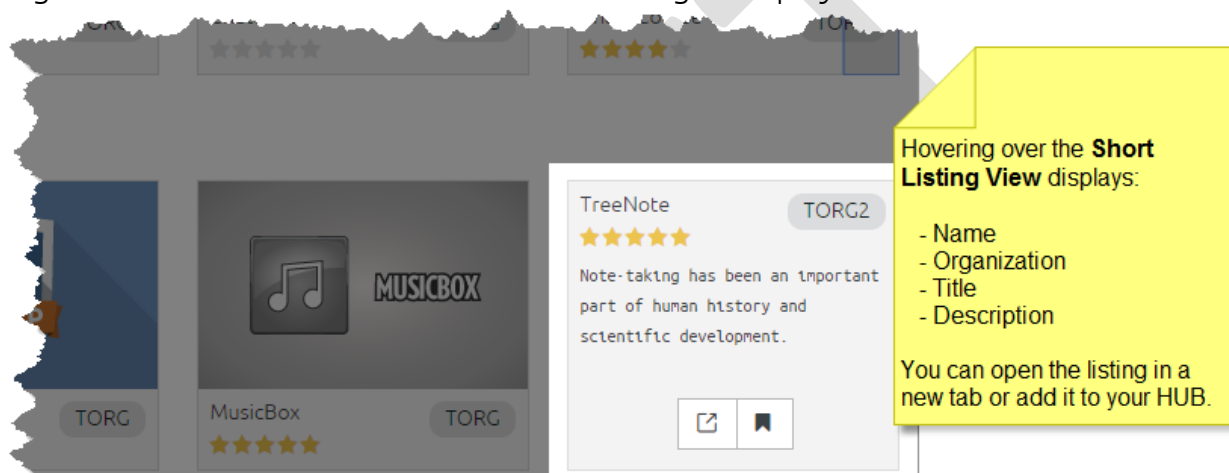 TORG
TreeNote
TORG2
Note-taking has been an important
part of human history and
scientific development.
MUSICBOX
TORG
MusicBox
TORG
Hovering over the Short
Listing View displays:
- Name
- Organization
- Title
- Description
You can open the listing in a
new tab or add it to your HUB.